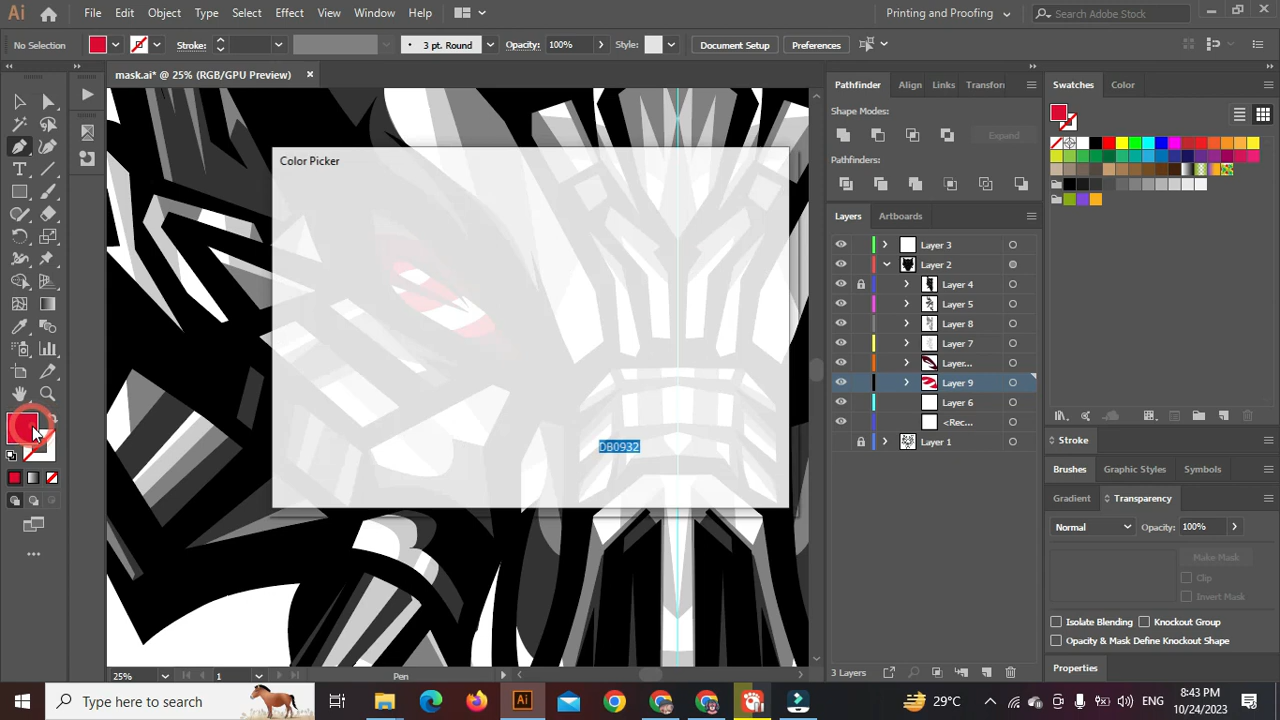 Ai File Edit Object Type Select Effect View Window Help Printing and Proofing Search Adobe Stock
No Selection Stroke: 3 pt. Round Opacity: 100% Style: Document Setup Preferences
mask.ai* @ 25% (RGB/GPU Preview) ×
Pathfinder Align Links Transfon Swatches Color
Shape Modes:
Expand
Pathfinders:
Color Picker
DB0932
Layers Artboards
Layer 3
Layer 2
Layer 4
Layer 5
Layer 8
Layer 7
Layer...
Layer 9
Layer 6
<Rec...
Layer 1
3 Layers
Stroke
Brushes Graphic Styles Symbols
Gradient Transparency
Normal Opacity: 100%
Make Mask
Clip
Invert Mask
Isolate Blending Knockout Group
Opacity & Mask Define Knockout Shape
Properties
25% 1 Pen
Type here to search Ai 29°C ENG 8:43 PM 10/24/2023